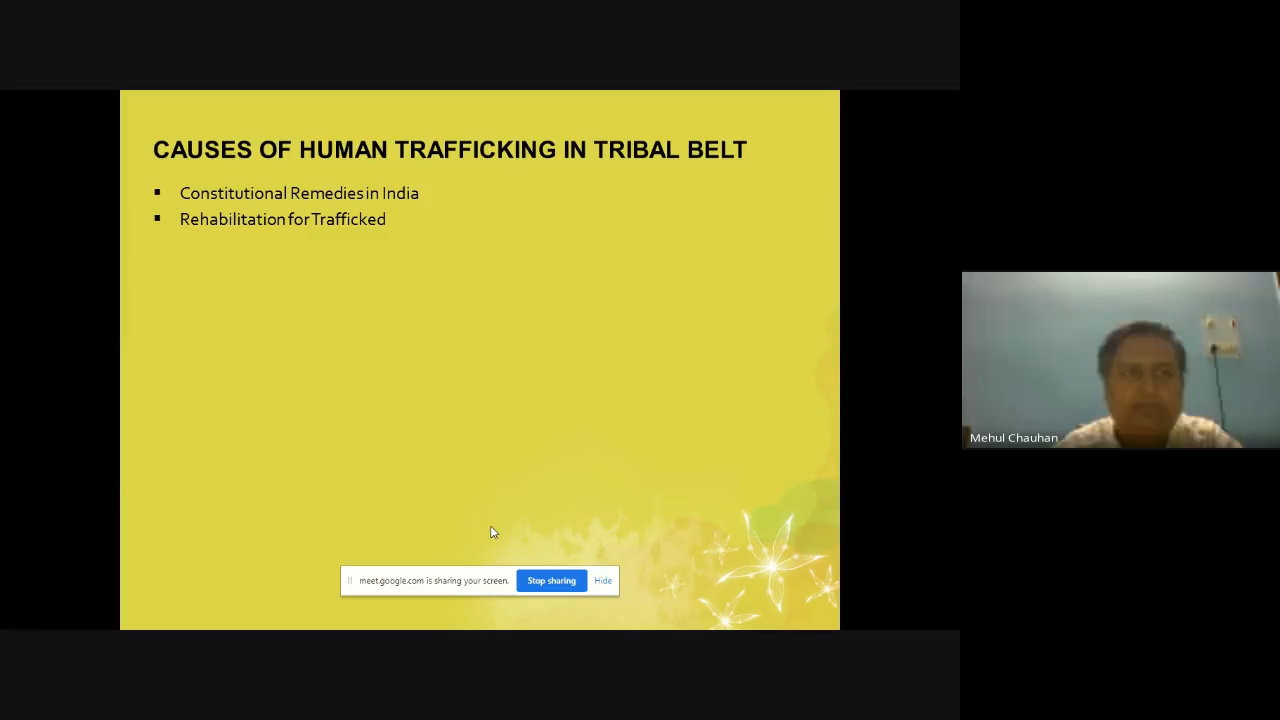 CAUSES OF HUMAN TRAFFICKING IN TRIBAL BELT
▪ Constitutional Remedies in India
▪ Rehabilitation for Trafficked
meet.google.com is sharing your screen. Stop sharing Hide
Mehul Chauhan